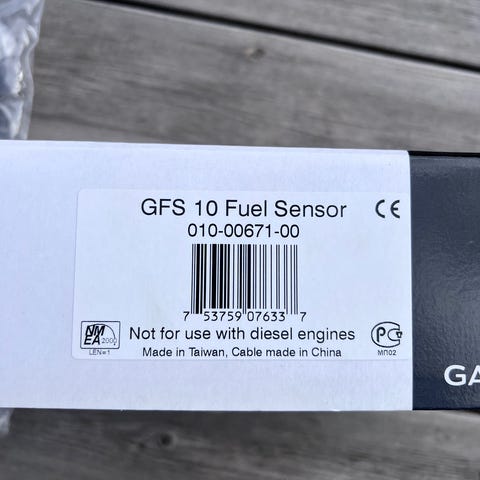 GFS 10 Fuel Sensor
CE
010-00671-00
7 53759 07633 7
NMEA 2000
LEN=1
Not for use with diesel engines
Made in Taiwan, Cable made in China
РС
МП02
GA